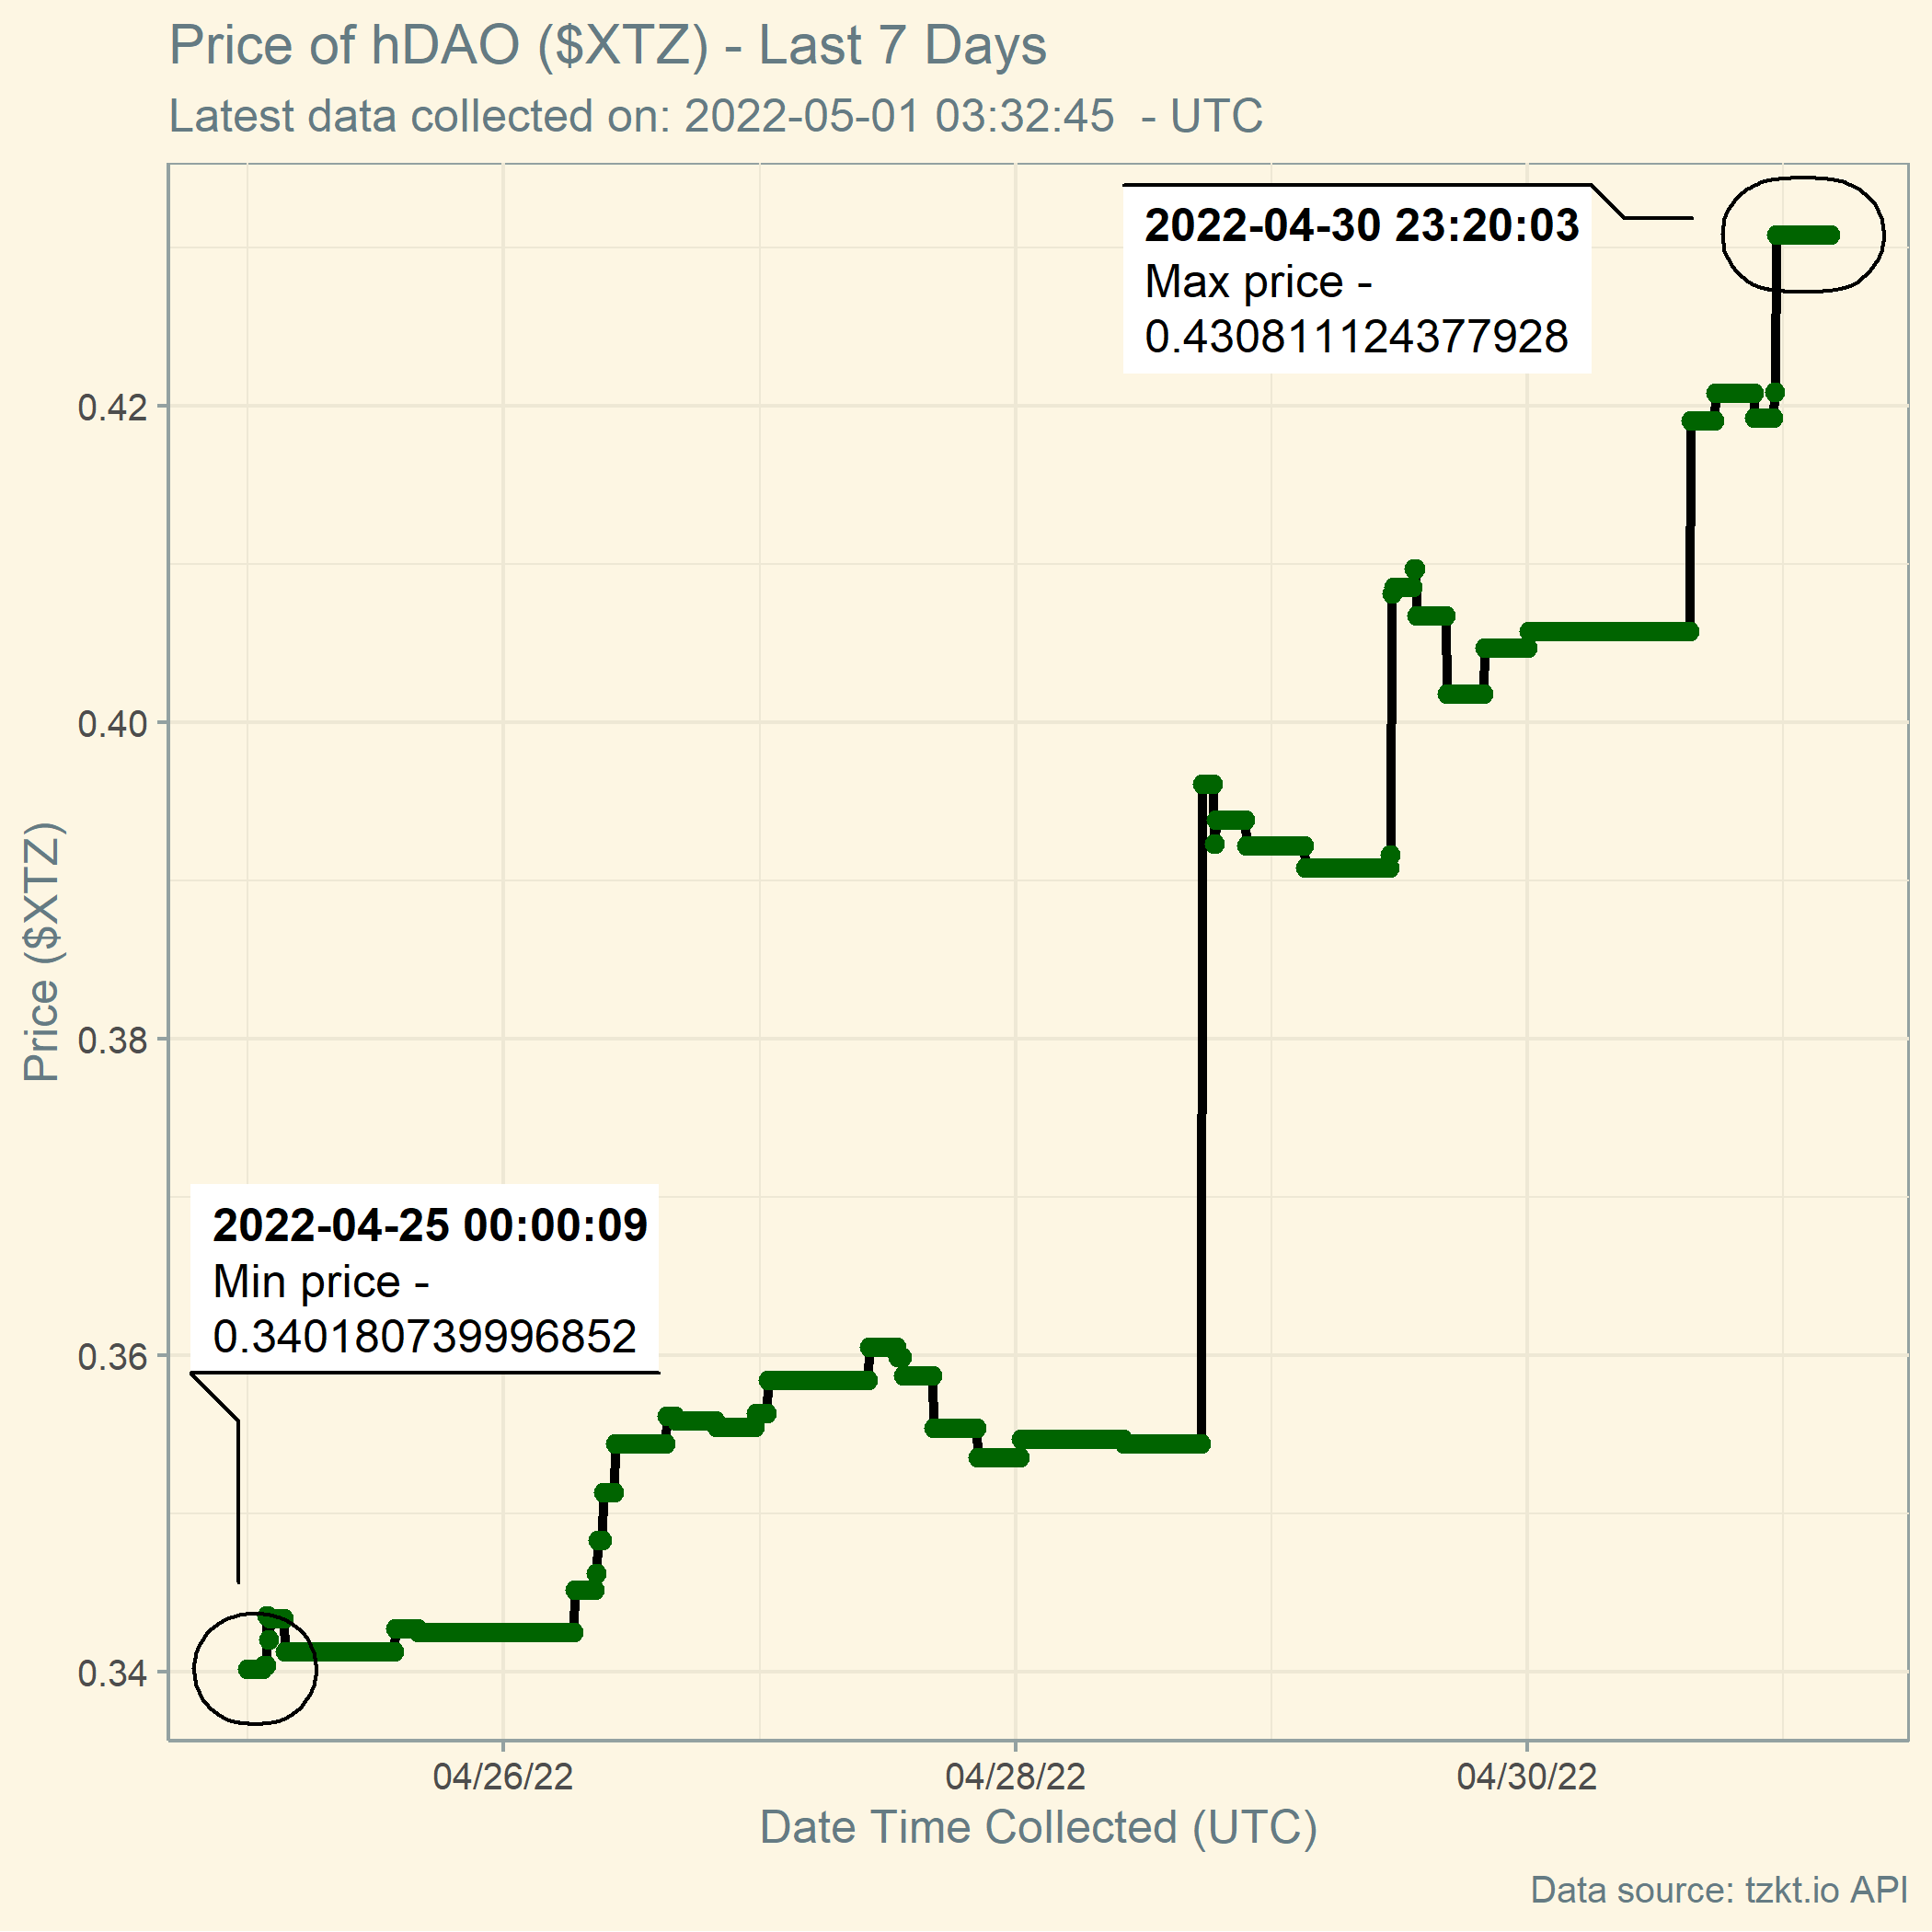 Price of hDAO ($XTZ) - Last 7 Days
Latest data collected on: 2022-05-01 03:32:45  - UTC
2022-04-30 23:20:03
Max price -
0.430811124377928
0.42
0.40
0.38
0.36
0.34
Price ($XTZ)
2022-04-25 00:00:09
Min price -
0.340180739996852
04/26/22
04/28/22
04/30/22
Date Time Collected (UTC)
Data source: tzkt.io API